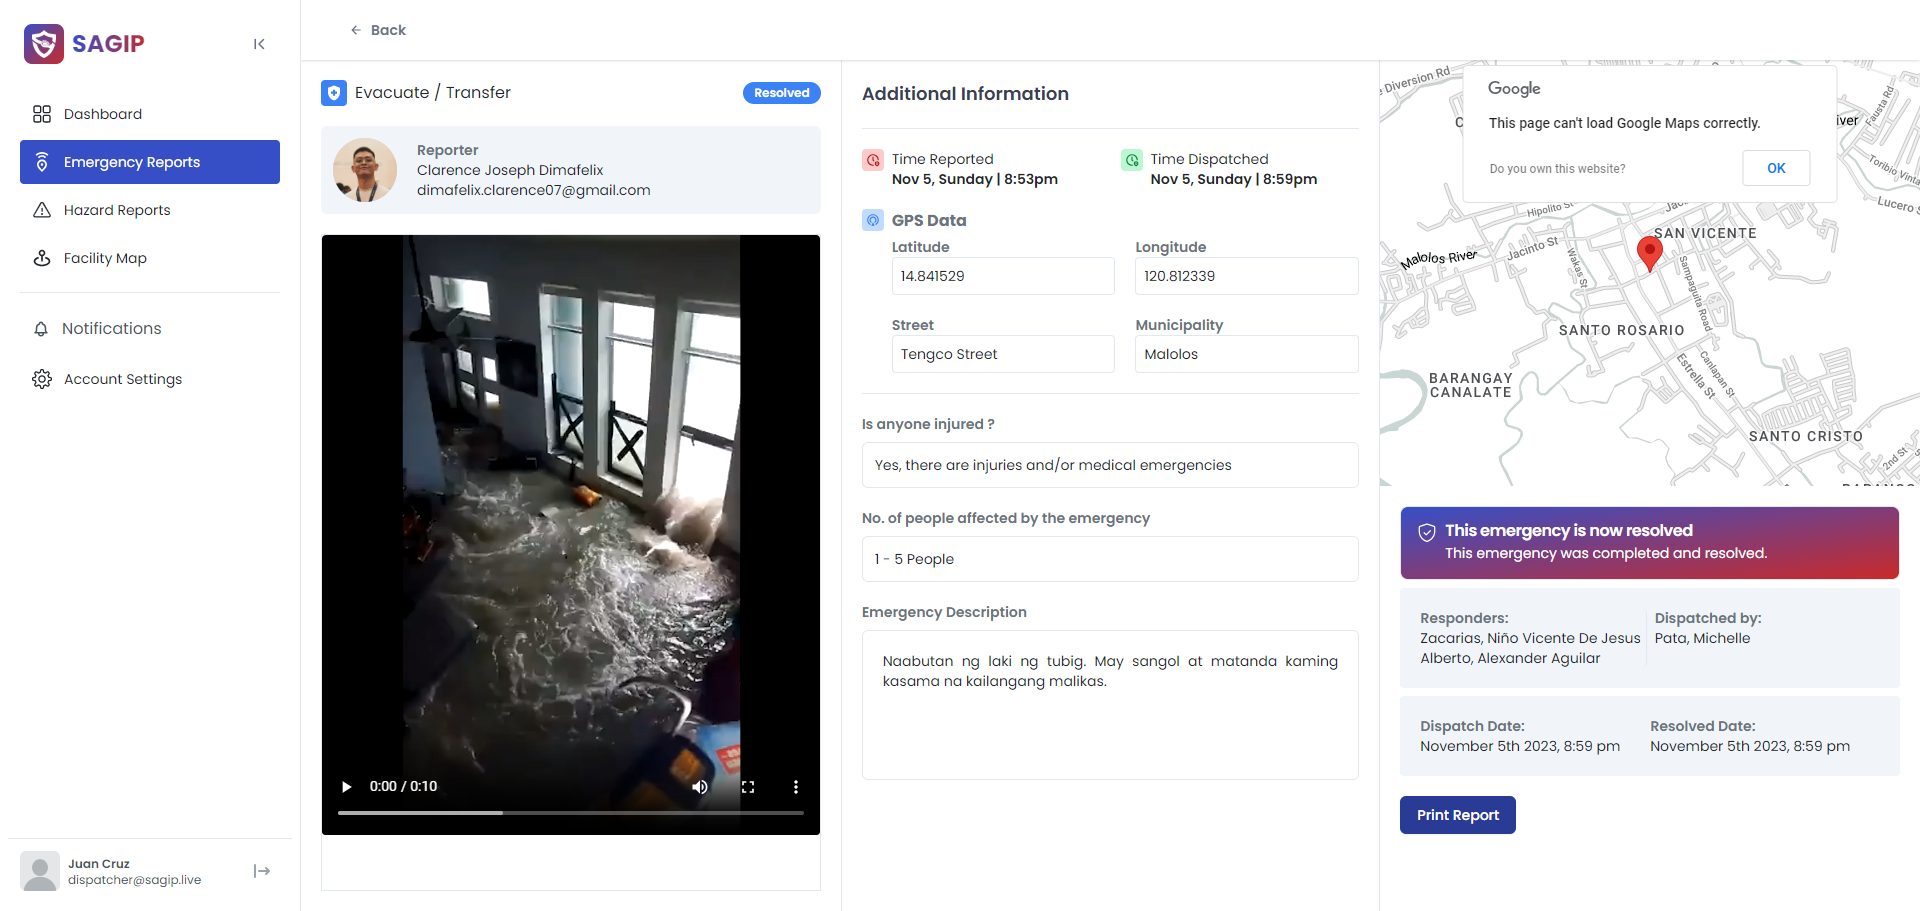 SAGIP
Dashboard
Emergency Reports
Hazard Reports
Facility Map
Notifications
Account Settings
Juan Cruz
dispatcher@sagip.live
Back
Evacuate / Transfer
Resolved
Reporter
Clarence Joseph Dimafelix
dimafelix.clarence07@gmail.com
0:00 / 0:10
Additional Information
Time Reported
Nov 5, Sunday | 8:53pm
Time Dispatched
Nov 5, Sunday | 8:59pm
GPS Data
Latitude
14.841529
Longitude
120.812339
Street
Tengco Street
Municipality
Malolos
Is anyone injured ?
Yes, there are injuries and/or medical emergencies
No. of people affected by the emergency
1 - 5 People
Emergency Description
Naabutan ng laki ng tubig. May sangol at matanda kaming
kasama na kailangang malikas.
Google
This page can't load Google Maps correctly.
Do you own this website?
OK
e Diversion Rd
iver
Fausta Rd
Toribio Vinta
Lucero S
Hipolito St
Jac
SAN VICENTE
Jacinto St
Malolos River
Wakas St
Sampaguita Road
SANTO ROSARIO
Canlapan St
Estrella St
BARANGAY
CANALATE
SANTO CRISTO
2nd St
This emergency is now resolved
This emergency was completed and resolved.
Responders:
Zacarias, Niño Vicente De Jesus
Alberto, Alexander Aguilar
Dispatched by:
Pata, Michelle
Dispatch Date:
November 5th 2023, 8:59 pm
Resolved Date:
November 5th 2023, 8:59 pm
Print Report